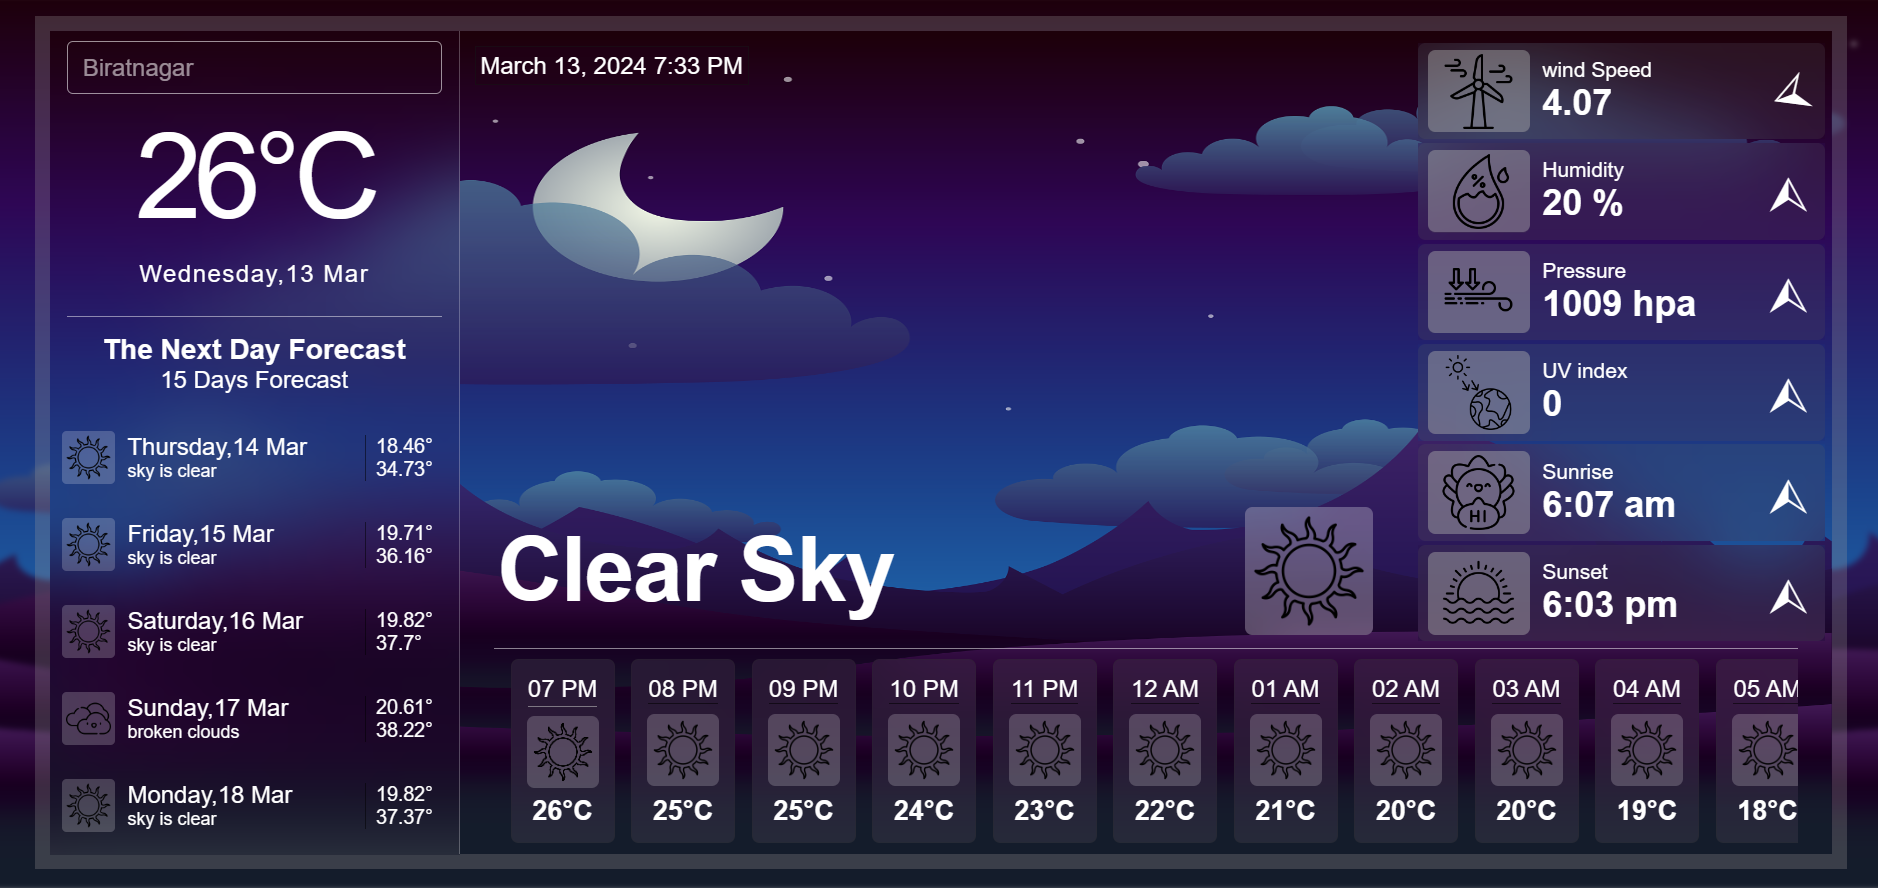 Biratnagar
26°C
Wednesday,13 Mar
The Next Day Forecast
15 Days Forecast
Thursday,14 Mar
sky is clear
18.46°
34.73°
Friday,15 Mar
sky is clear
19.71°
36.16°
Saturday,16 Mar
sky is clear
19.82°
37.7°
Sunday,17 Mar
broken clouds
20.61°
38.22°
Monday,18 Mar
sky is clear
19.82°
37.37°
March 13, 2024 7:33 PM
Clear Sky
wind Speed
4.07
Humidity
20 %
Pressure
1009 hpa
UV index
0
HI
Sunrise
6:07 am
Sunset
6:03 pm
07 PM
26°C
08 PM
25°C
09 PM
25°C
10 PM
24°C
11 PM
23°C
12 AM
22°C
01 AM
21°C
02 AM
20°C
03 AM
20°C
04 AM
19°C
05 AM
18°C